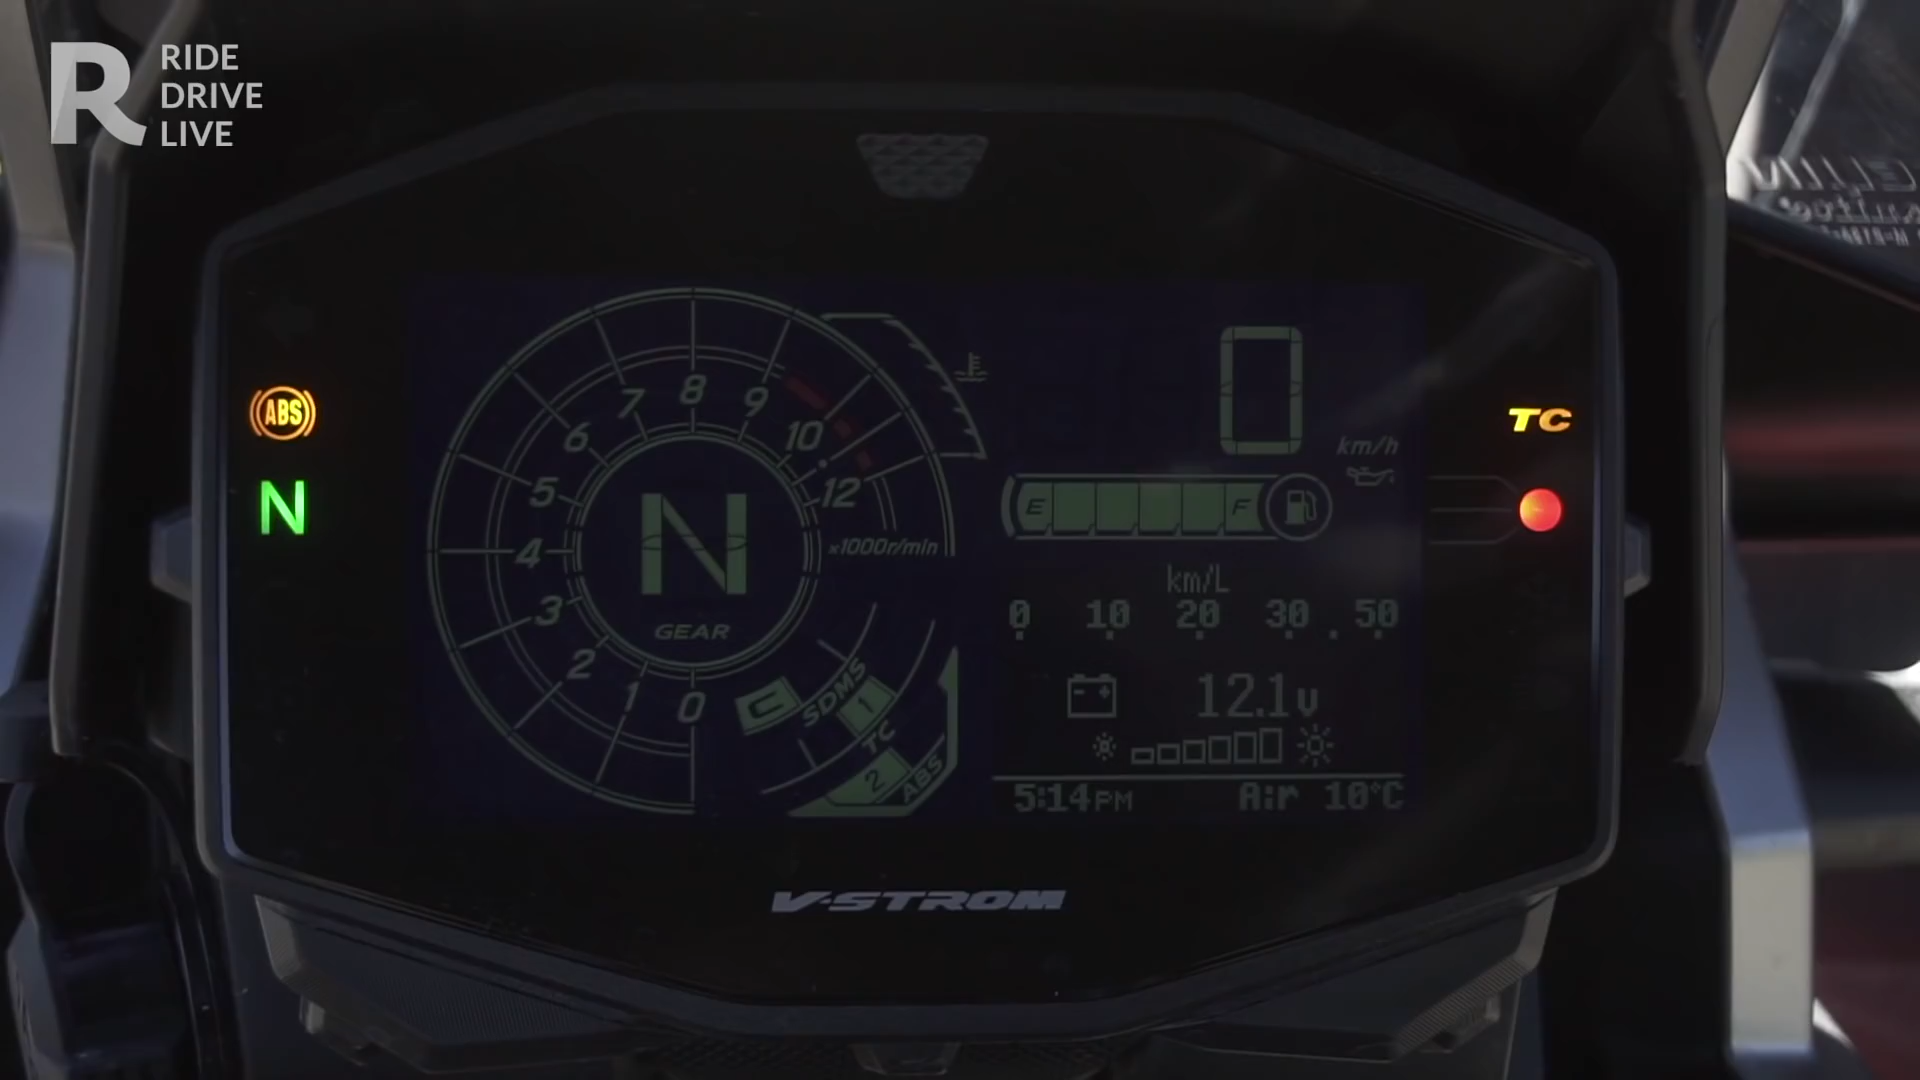 RIDE
DRIVE
LIVE
ABS
N
7
8
9
6
10
5
12
4
N
x1000r/min
3
GEAR
2
1
0
C
SDMS
1
TC
2
ABS
0
km/h
E
F
TC
km/L
0 10 20 30 50
12.1v
5:14PM Air 10°C
V-STROM